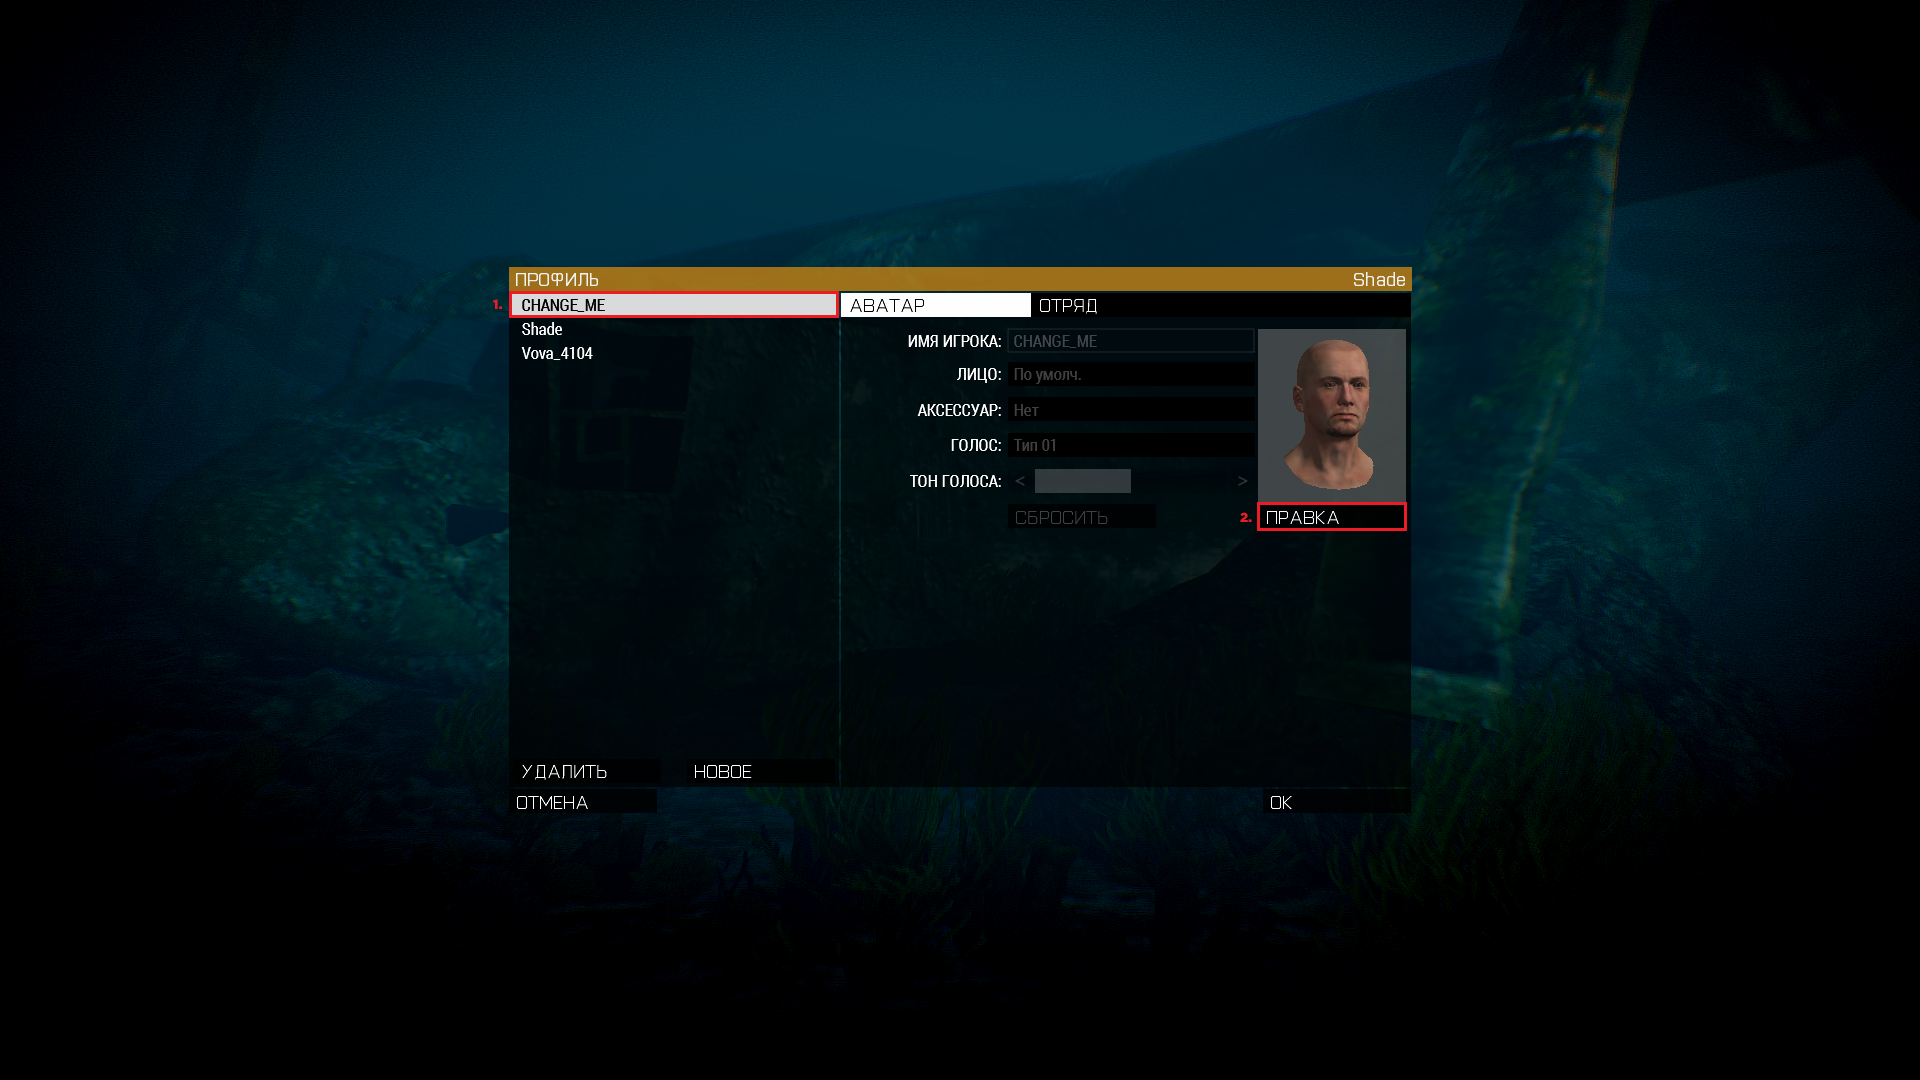 ПРОФИЛЬ Shade
1. CHANGE_ME
Shade
Vova_4104
АВАТАР ОТРЯД
ИМЯ ИГРОКА: CHANGE_ME
ЛИЦО: По умолч.
АКСЕССУАР: Нет
ГОЛОС: Тип 01
ТОН ГОЛОСА: < >
СБРОСИТЬ
2. ПРАВКА
УДАЛИТЬ НОВОЕ
ОТМЕНА OK